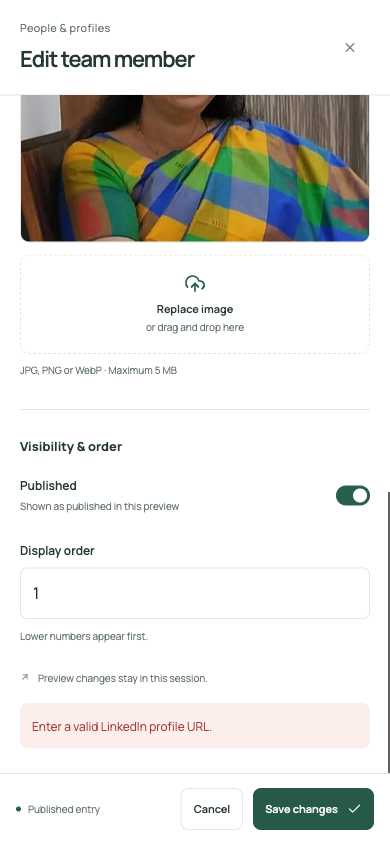 People & profiles
Edit team member
Replace image
or drag and drop here
JPG, PNG or WebP · Maximum 5 MB
Visibility & order
Published
Shown as published in this preview
Display order
1
Lower numbers appear first.
Preview changes stay in this session.
Enter a valid LinkedIn profile URL.
Published entry
Cancel
Save changes